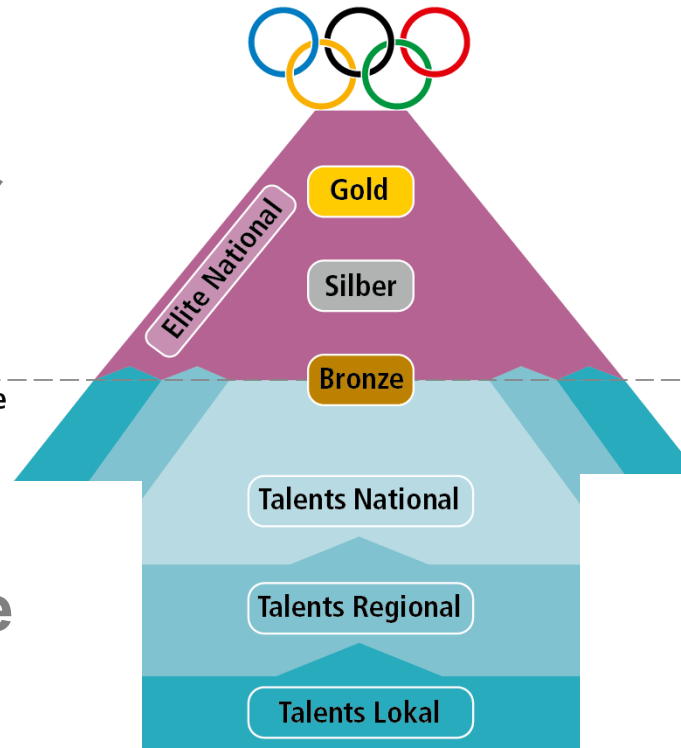 Gold
Elite National
Silber
Bronze
e
Talents National
Talents Regional
e
Talents Lokal